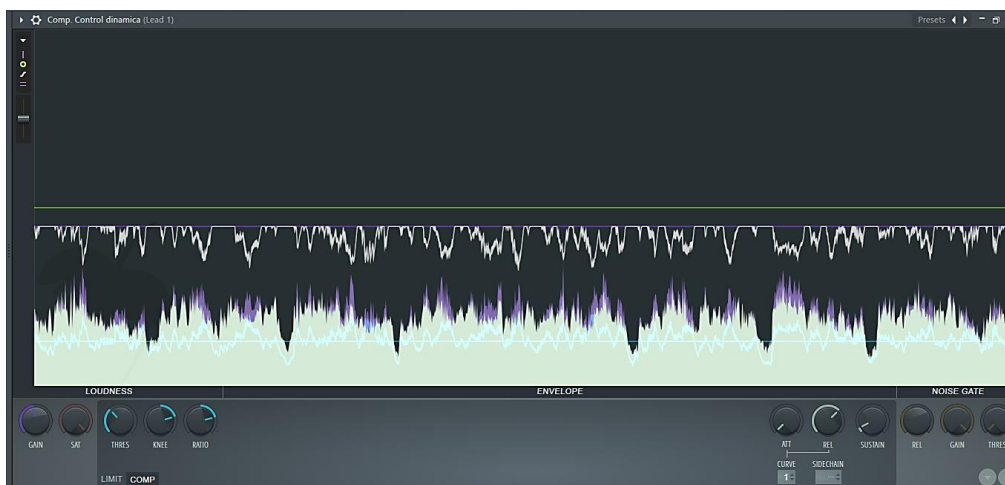 Comp. Control dinamica (Lead 1) Presets
LOUDNESS ENVELOPE NOISE GATE
GAIN SAT THRES KNEE RATIO ATT REL SUSTAIN REL GAIN THRES
CURVE SIDECHAIN
LIMIT COMP 1